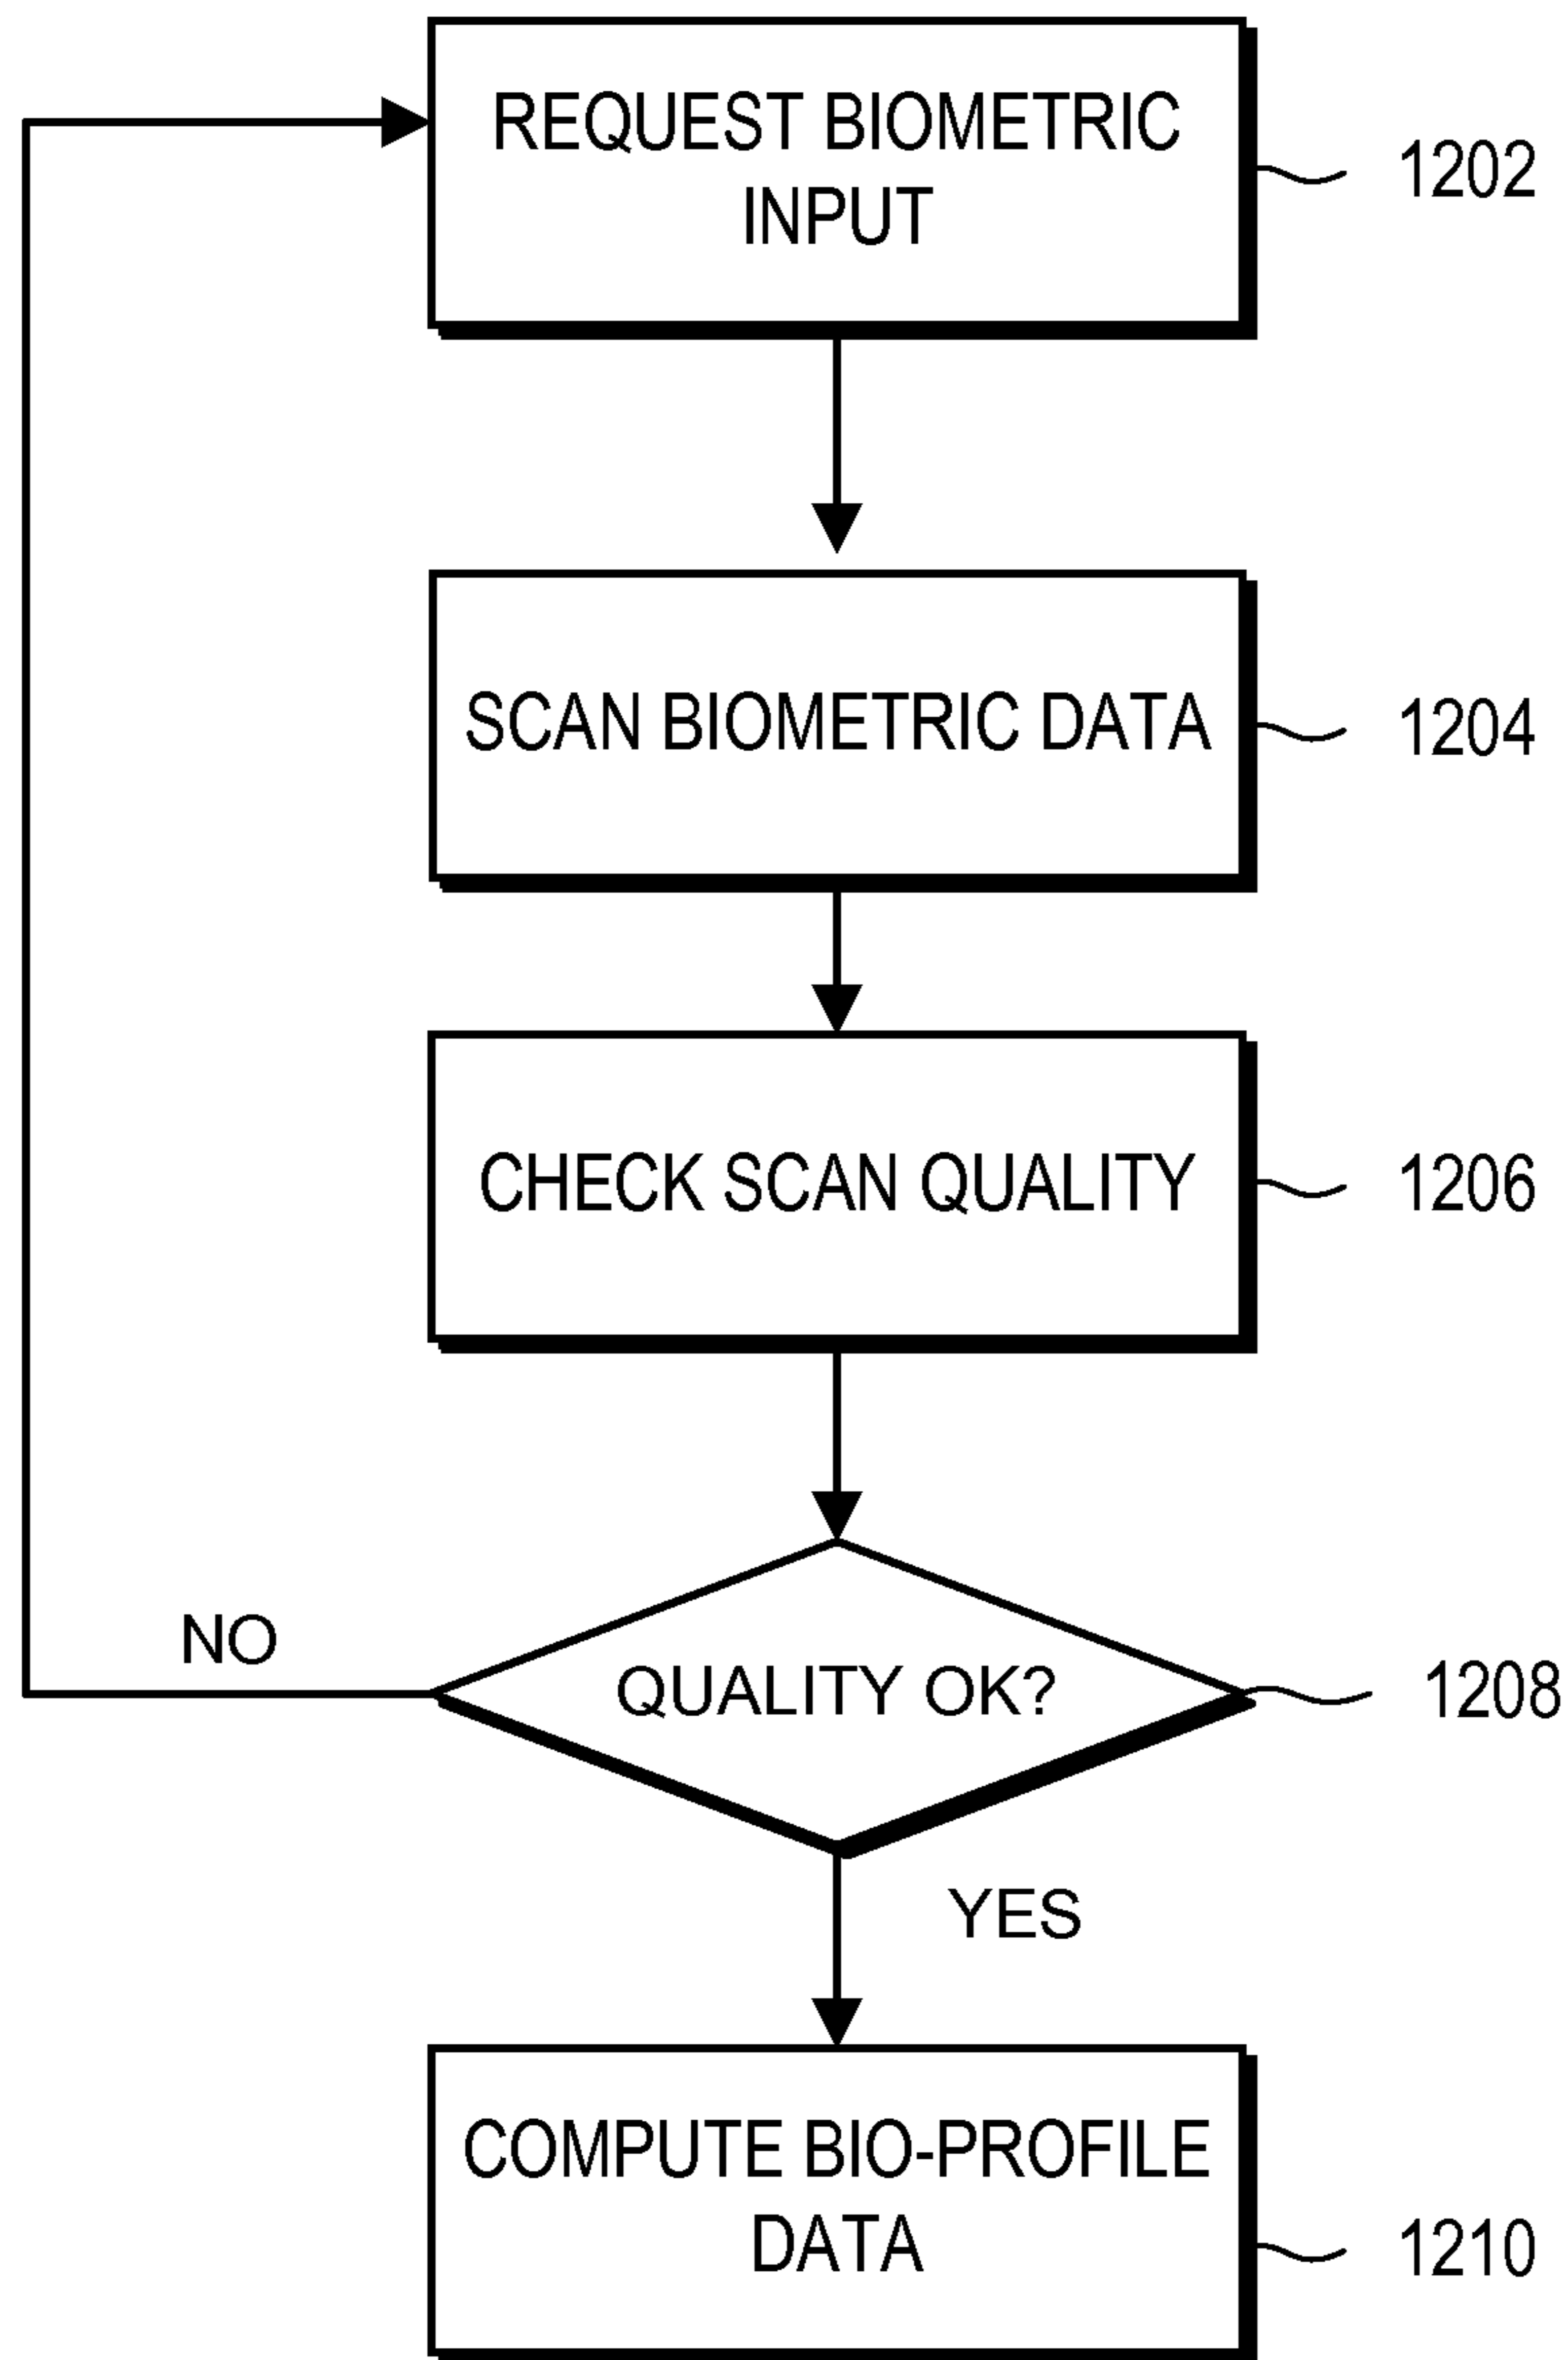 REQUEST BIOMETRIC
INPUT
1202
SCAN BIOMETRIC DATA
1204
CHECK SCAN QUALITY
1206
NO
QUALITY OK?
1208
YES
COMPUTE BIO-PROFILE
DATA
1210